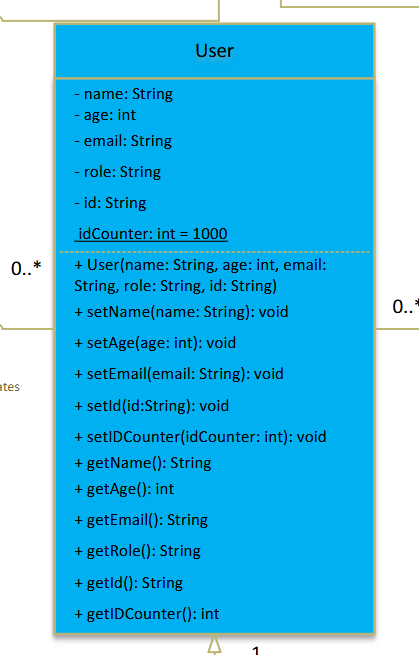 User
- name: String
- age: int
- email: String
- role: String
- id: String
idCounter: int = 1000
0..*
+ User(name: String, age: int, email:
String, role: String, id: String)
0..*
+ setName(name: String): void
+ setAge(age: int): void
+ setEmail(email: String): void
ates
+ setId(id:String): void
+ setIDCounter(idCounter: int): void
+ getName(): String
+ getAge(): int
+ getEmail(): String
+ getRole(): String
+ getId(): String
+ getIDCounter(): int
1